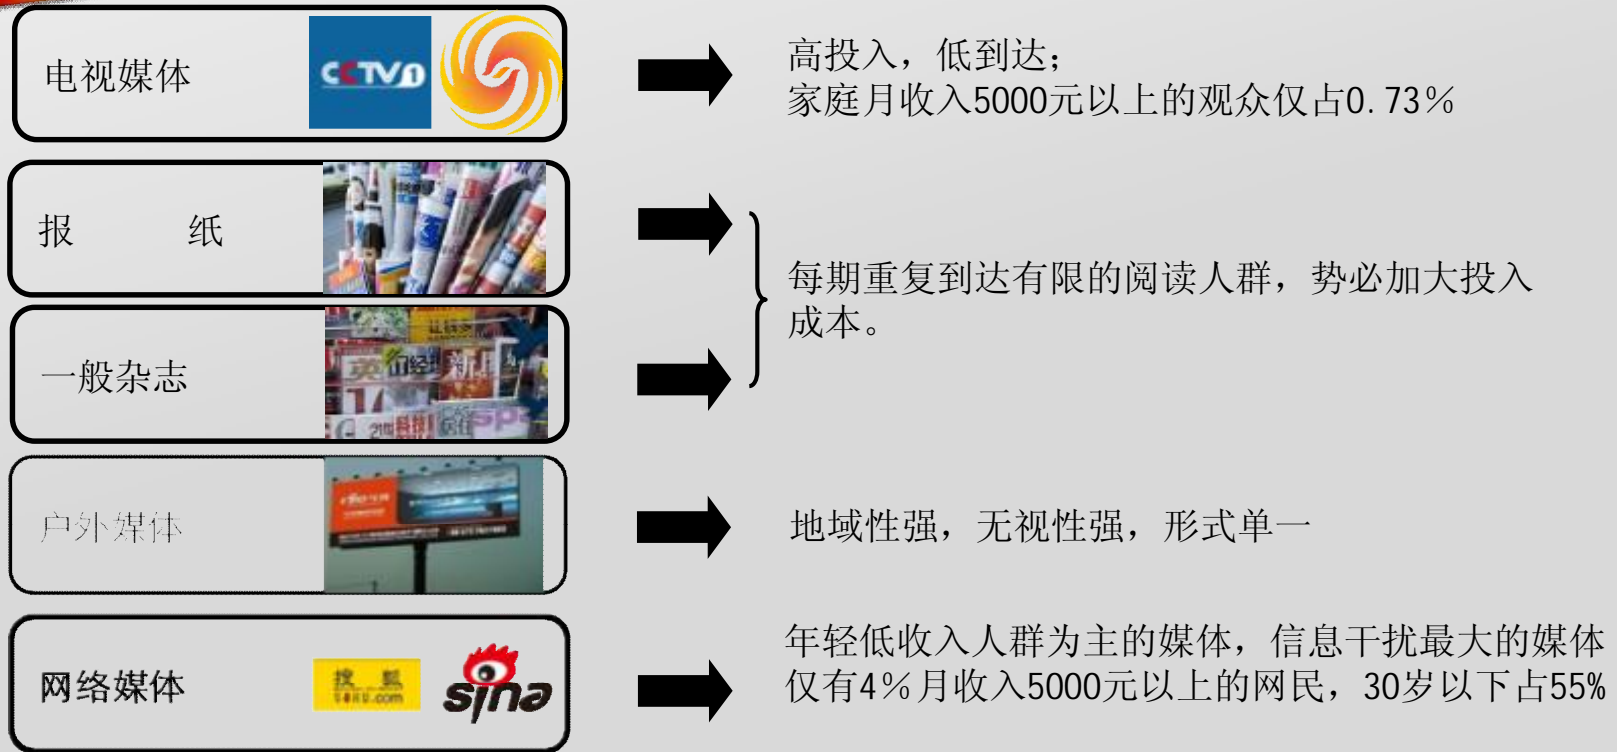 电视媒体
CCTV1
高投入，低到达；
家庭月收入5000元以上的观众仅占0.73％
报 纸
每期重复到达有限的阅读人群，势必加大投入
成本。
一般杂志
户外媒体
地域性强，无视性强，形式单一
网络媒体
搜狐
SOHU.com
sina
年轻低收入人群为主的媒体，信息干扰最大的媒体
仅有4％月收入5000元以上的网民，30岁以下占55%